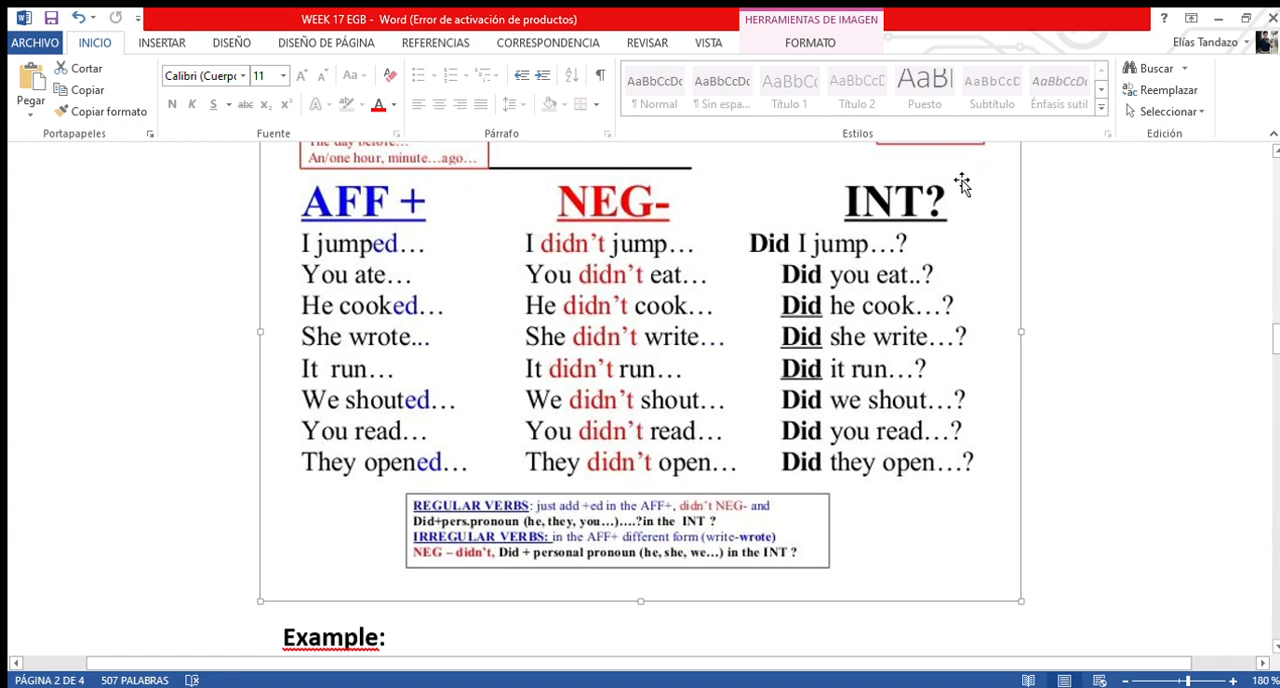 WEEK 17 EGB - Word (Error de activación de productos)
HERRAMIENTAS DE IMAGEN
ARCHIVO INICIO INSERTAR DISEÑO DISEÑO DE PÁGINA REFERENCIAS CORRESPONDENCIA REVISAR VISTA FORMATO Elías Tandazo
Pegar
Cortar
Copiar
Copiar formato
Portapapeles
Calibri (Cuerpo 11
N K S abc x₂ x²
Fuente
Párrafo
AaBbCcDc AaBbCcDc AaBbCc AaBbCcD AaBl AaBbCcD AaBbCcDc
¶ Normal ¶ Sin espa... Título 1 Título 2 Puesto Subtítulo Énfasis sutil
Estilos
Buscar
Reemplazar
Seleccionar
Edición
The day before…
An/one hour, minute…ago…
AFF + NEG- INT?
I jumped… I didn’t jump… Did I jump…?
You ate… You didn’t eat… Did you eat..?
He cooked… He didn’t cook… Did he cook…?
She wrote... She didn’t write… Did she write…?
It run… It didn’t run… Did it run…?
We shouted… We didn’t shout… Did we shout…?
You read… You didn’t read… Did you read…?
They opened… They didn’t open… Did they open…?
REGULAR VERBS: just add +ed in the AFF+, didn’t NEG- and
Did+pers.pronoun (he, they, you…)….?in the INT ?
IRREGULAR VERBS: in the AFF+ different form (write-wrote)
NEG – didn’t, Did + personal pronoun (he, she, we…) in the INT ?
Example:
PÁGINA 2 DE 4 507 PALABRAS 180 %